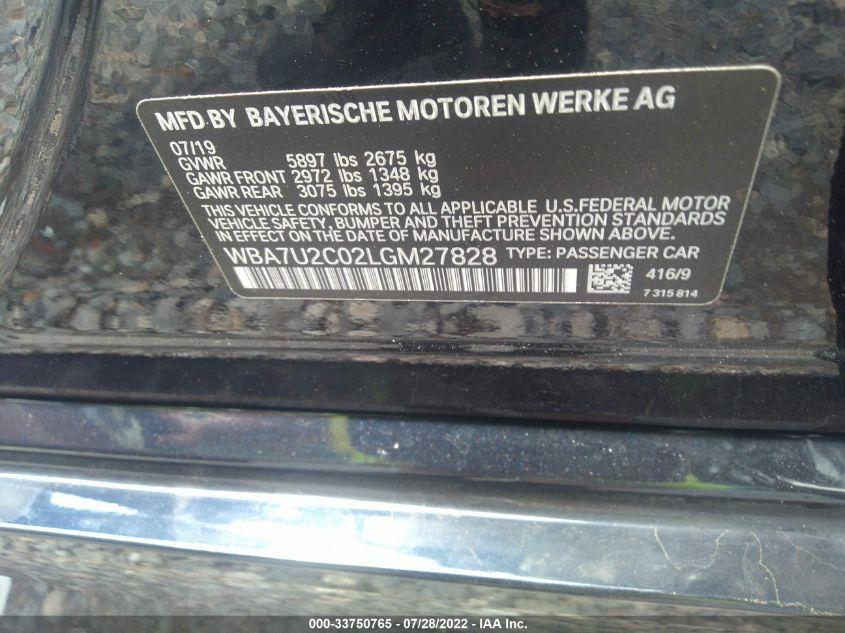 MFD BY BAYERISCHE MOTOREN WERKE AG
07/19
GVWR 5897 lbs 2675 kg
GAWR FRONT 2972 lbs 1348 kg
GAWR REAR 3075 lbs 1395 kg
THIS VEHICLE CONFORMS TO ALL APPLICABLE U.S.FEDERAL MOTOR
VEHICLE SAFETY, BUMPER AND THEFT PREVENTION STANDARDS
IN EFFECT ON THE DATE OF MANUFACTURE SHOWN ABOVE.
WBA7U2C02LGM27828 TYPE: PASSENGER CAR
416/9
7 315 814
000-33750765 - 07/28/2022 - IAA Inc.